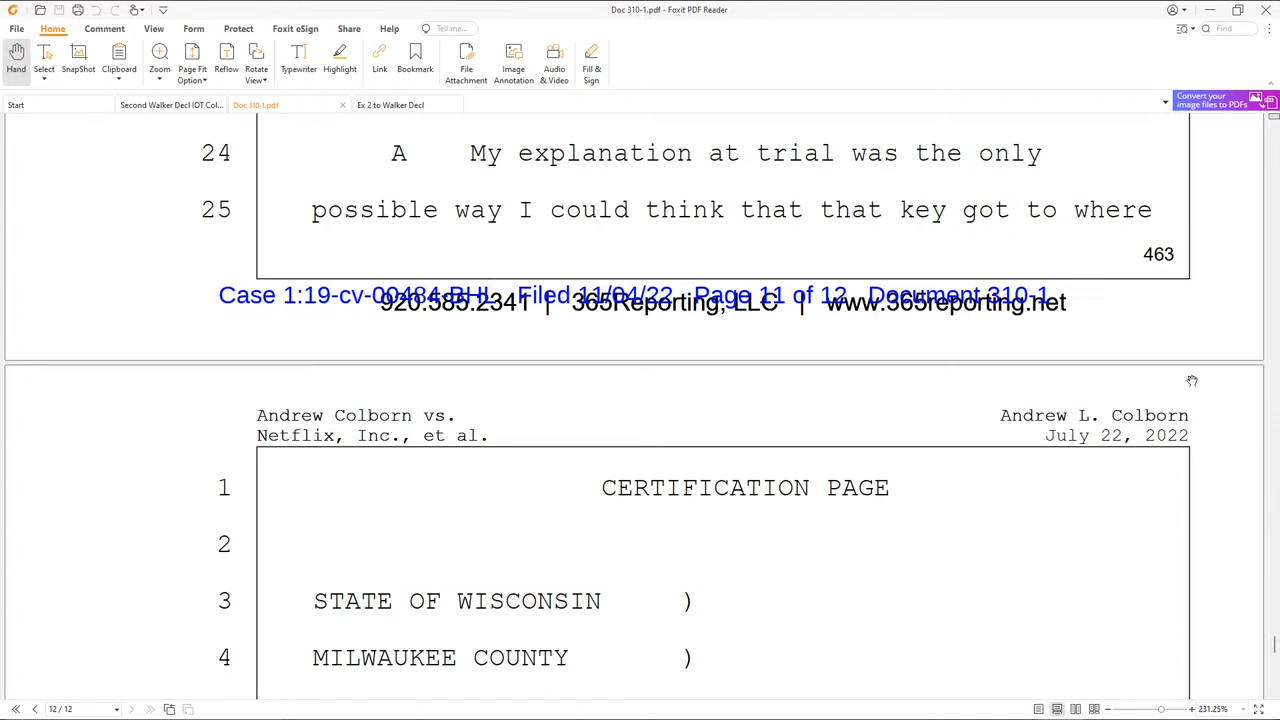 Doc 310-1.pdf - Foxit PDF Reader
File Home Comment View Form Protect Foxit eSign Share Help Tell me... Find
Hand Select SnapShot Clipboard Zoom Page Fit Option Reflow Rotate View Typewriter Highlight Link Bookmark File Attachment Image Annotation Audio & Video Fill & Sign
Start Second Walker Decl IOT Col... Doc 310-1.pdf Ex 2 to Walker Decl
Convert your
image files to PDFs
24 A My explanation at trial was the only
25 possible way I could think that that key got to where
463
Case 1:19-cv-00484-BHL Filed 11/04/22 Page 11 of 12 Document 310-1
920.585.2341 | 365Reporting, LLC | www.365reporting.net
Andrew Colborn vs. Andrew L. Colborn
Netflix, Inc., et al. July 22, 2022
1 CERTIFICATION PAGE
2
3 STATE OF WISCONSIN )
4 MILWAUKEE COUNTY )
12 / 12 231.25%